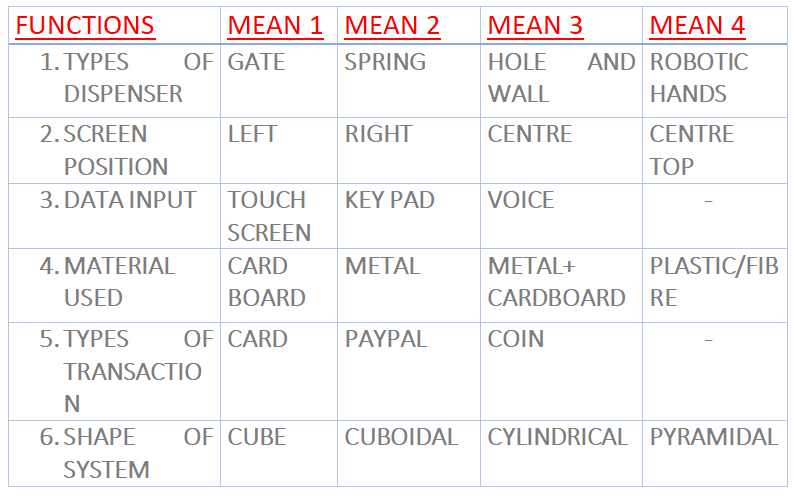 FUNCTIONS MEAN 1 MEAN 2 MEAN 3 MEAN 4
1. TYPES OF GATE SPRING HOLE AND ROBOTIC
DISPENSER WALL HANDS
2. SCREEN LEFT RIGHT CENTRE CENTRE
POSITION TOP
3. DATA INPUT TOUCH KEY PAD VOICE -
SCREEN
4. MATERIAL CARD METAL METAL+ PLASTIC/FIB
USED BOARD CARDBOARD RE
5. TYPES OF CARD PAYPAL COIN -
TRANSACTIO
N
6. SHAPE OF CUBE CUBOIDAL CYLINDRICAL PYRAMIDAL
SYSTEM